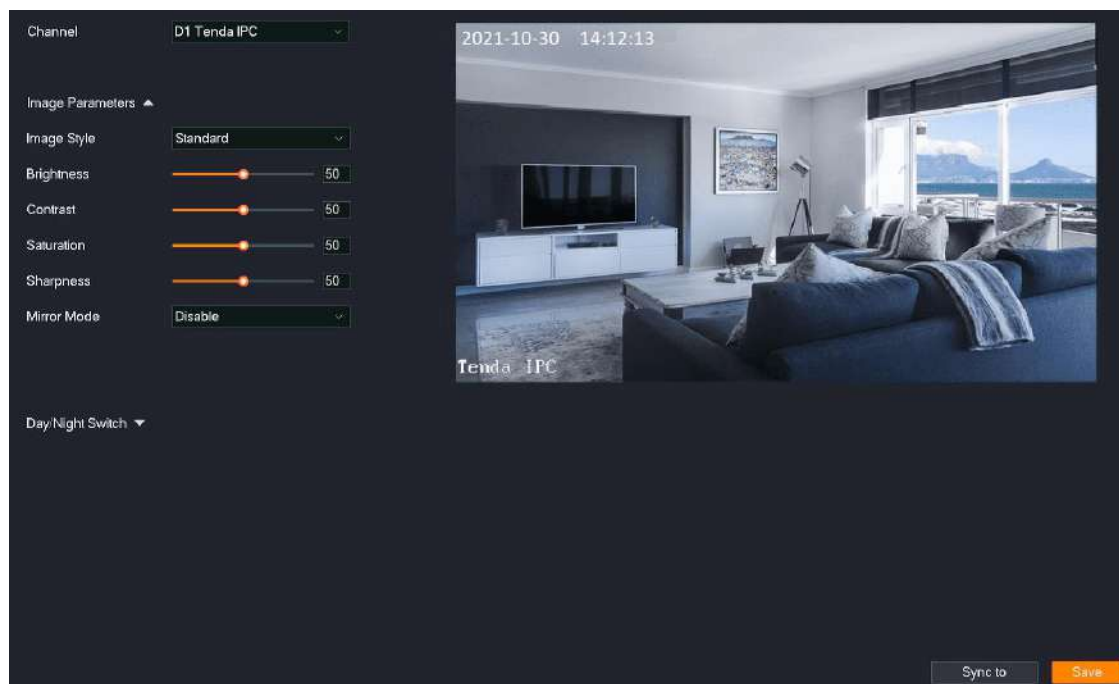 Channel
D1 Tenda IPC
2021-10-30 14:12:13
Image Parameters
Image Style
Standard
Brightness
50
Contrast
50
Saturation
50
Sharpness
50
Mirror Mode
Disable
Tenda IPC
Day/Night Switch
Sync to
Save